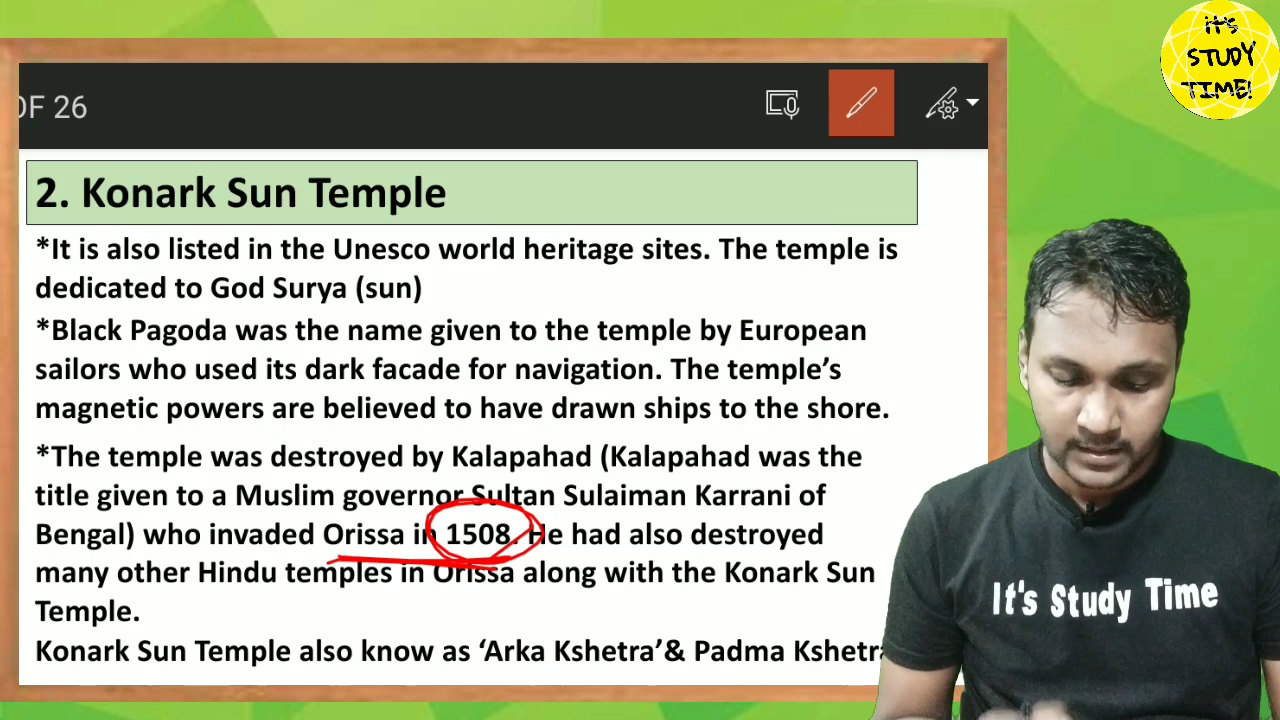 IT'S
STUDY
TIME!
OF 26
2. Konark Sun Temple
*It is also listed in the Unesco world heritage sites. The temple is
dedicated to God Surya (sun)
*Black Pagoda was the name given to the temple by European
sailors who used its dark facade for navigation. The temple's
magnetic powers are believed to have drawn ships to the shore.
*The temple was destroyed by Kalapahad (Kalapahad was the
title given to a Muslim governor Sultan Sulaiman Karrani of
Bengal) who invaded Orissa in 1508. He had also destroyed
many other Hindu temples in Orissa along with the Konark Sun
Temple.
Konark Sun Temple also know as 'Arka Kshetra'& Padma Kshetra
It's Study Time